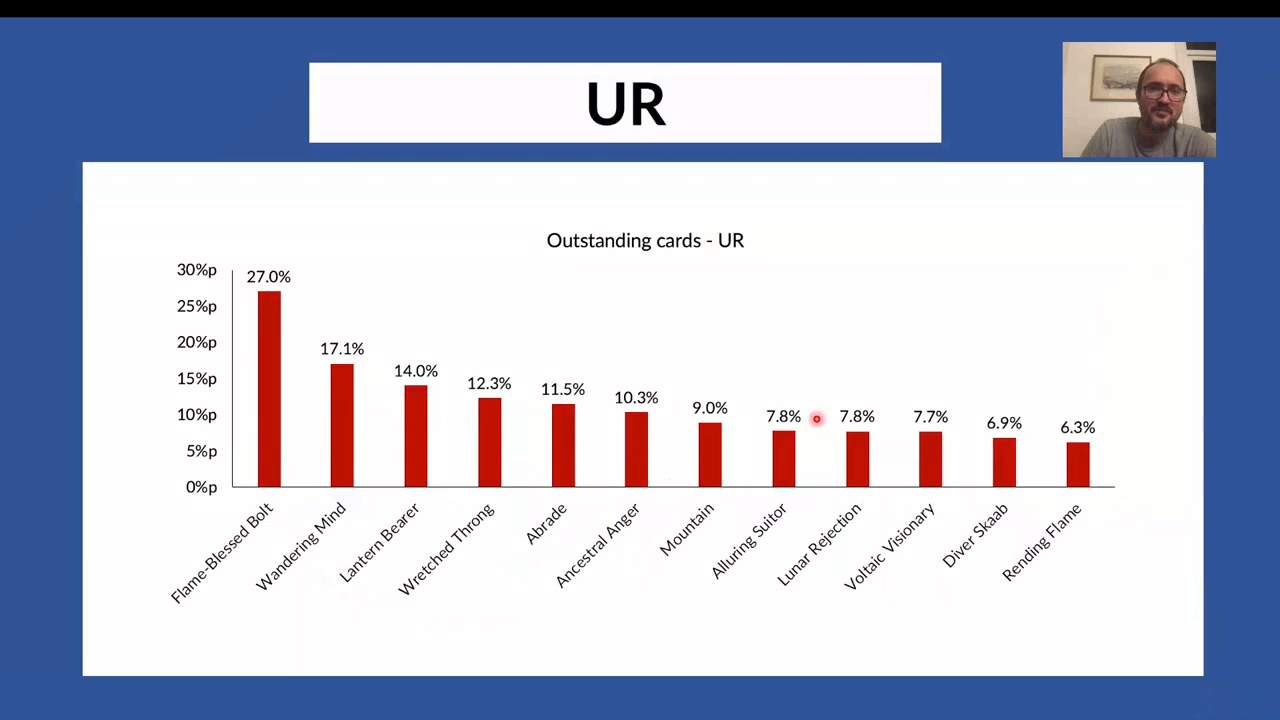 UR
Outstanding cards - UR
30%p
25%p
20%p
15%p
10%p
5%p
0%p
27.0%
17.1%
14.0%
12.3%
11.5%
10.3%
9.0%
7.8%
7.8%
7.7%
6.9%
6.3%
Flame-Blessed Bolt
Wandering Mind
Lantern Bearer
Wretched Throng
Abrade
Ancestral Anger
Mountain
Alluring Suitor
Lunar Rejection
Voltaic Visionary
Diver Skaab
Rending Flame